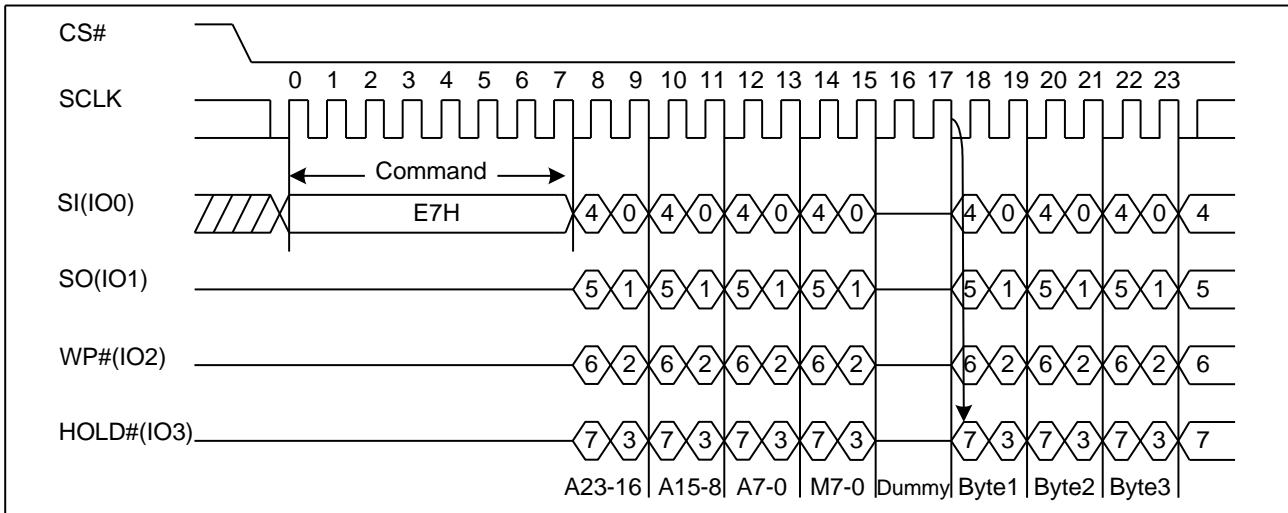 CS#
0 1 2 3 4 5 6 7 8 9 10 11 12 13 14 15 16 17 18 19 20 21 22 23
SCLK
Command
SI(IO0) E7H 4 0 4 0 4 0 4 0 4 0 4 0 4 0 4
SO(IO1) 5 1 5 1 5 1 5 1 5 1 5 1 5 1 5
WP#(IO2) 6 2 6 2 6 2 6 2 6 2 6 2 6 2 6
HOLD#(IO3) 7 3 7 3 7 3 7 3 7 3 7 3 7 3 7
A23-16 A15-8 A7-0 M7-0 Dummy Byte1 Byte2 Byte3